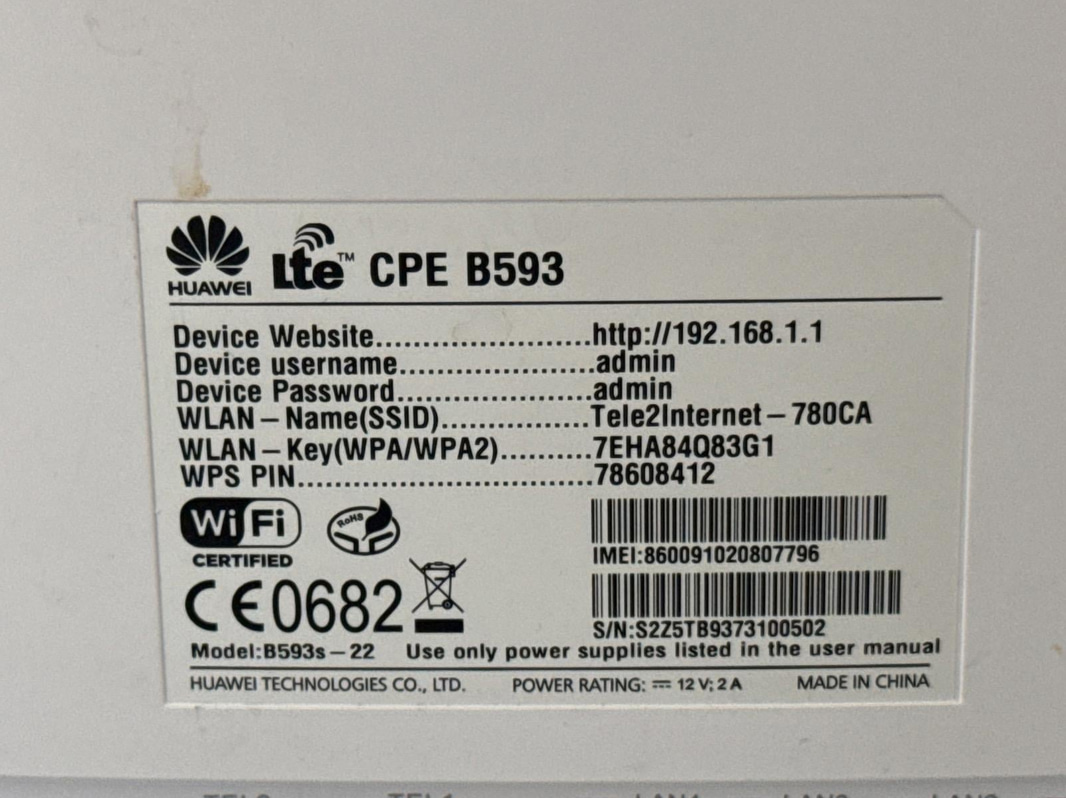 HUAWEI Lte™ CPE B593
Device Website........................http://192.168.1.1
Device username.....................admin
Device Password.....................admin
WLAN – Name(SSID)................Tele2Internet – 780CA
WLAN – Key(WPA/WPA2)..........7EHA84Q83G1
WPS PIN................................78608412
Wi Fi RoHS
CERTIFIED
IMEI:860091020807796
CE0682
S/N:S2Z5TB9373100502
Model:B593s – 22 Use only power supplies listed in the user manual
HUAWEI TECHNOLOGIES CO., LTD. POWER RATING: ⎓ 12 V; 2 A MADE IN CHINA